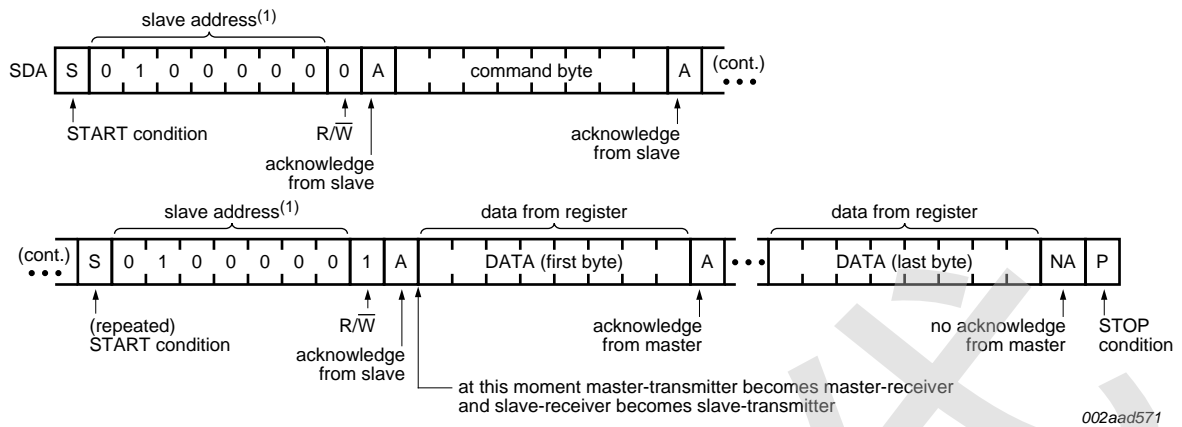 slave address(1)
SDA S 0 1 0 0 0 0 0 0 A command byte A (cont.)
START condition
R/W̅
acknowledge
from slave
acknowledge
from slave
slave address(1)
data from register
data from register
(cont.) S 0 1 0 0 0 0 0 1 A DATA (first byte) A DATA (last byte) NA P
(repeated)
START condition
R/W̅
acknowledge
from slave
acknowledge
from master
no acknowledge
from master
STOP
condition
at this moment master-transmitter becomes master-receiver
and slave-receiver becomes slave-transmitter
002aad571